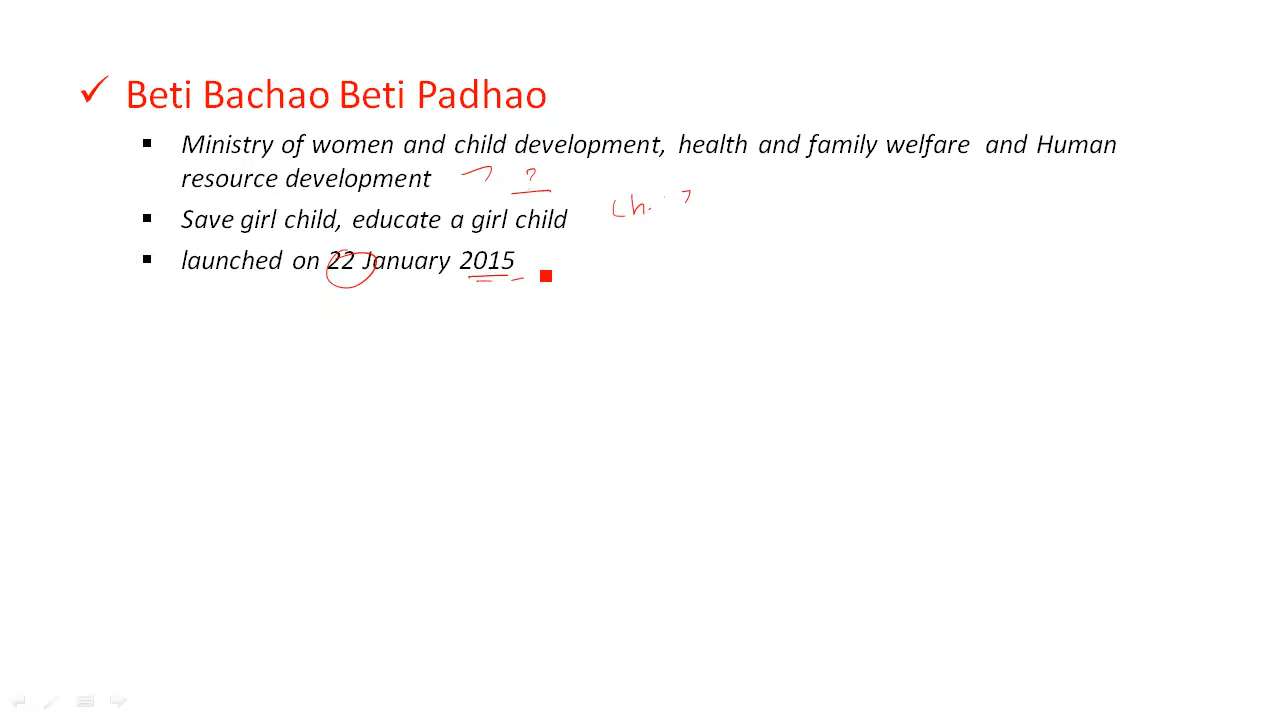 ✓ Beti Bachao Beti Padhao
▪ Ministry of women and child development, health and family welfare and Human
resource development ?
▪ Save girl child, educate a girl child
▪ launched on 22 January 2015